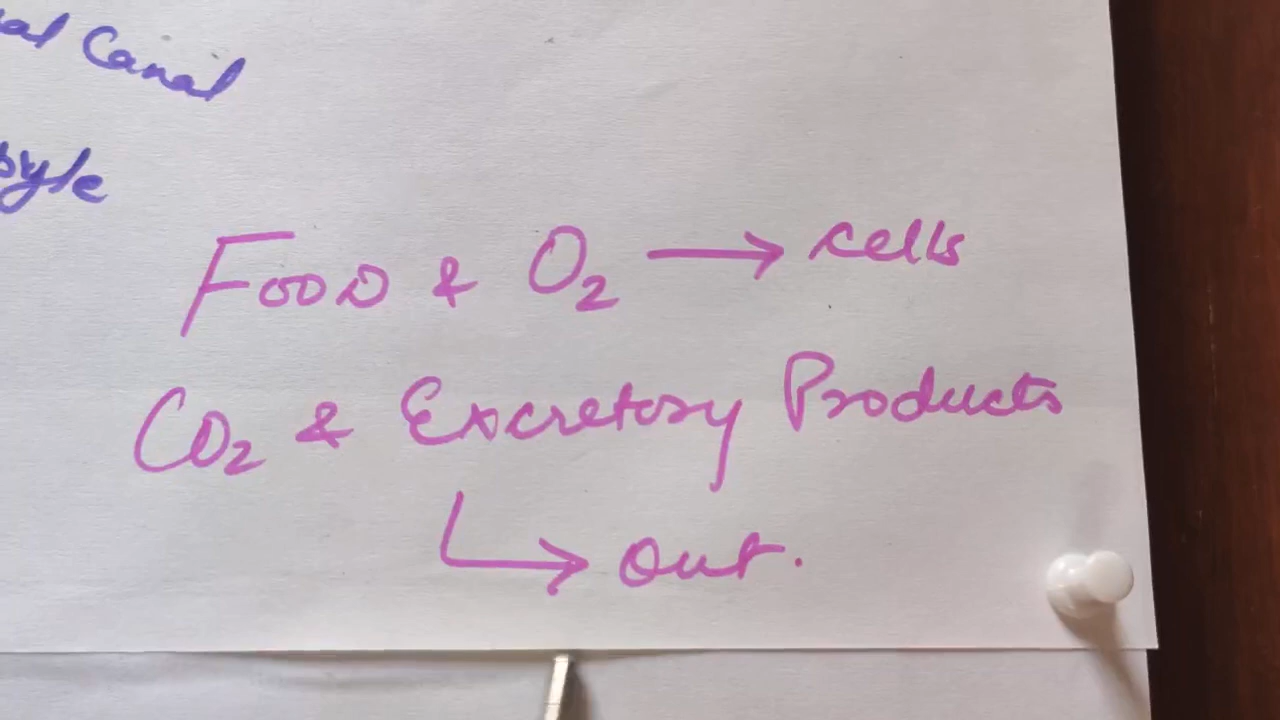 Canal
Food & O₂ → cells
CO₂ & Excretory Products
↳ out.